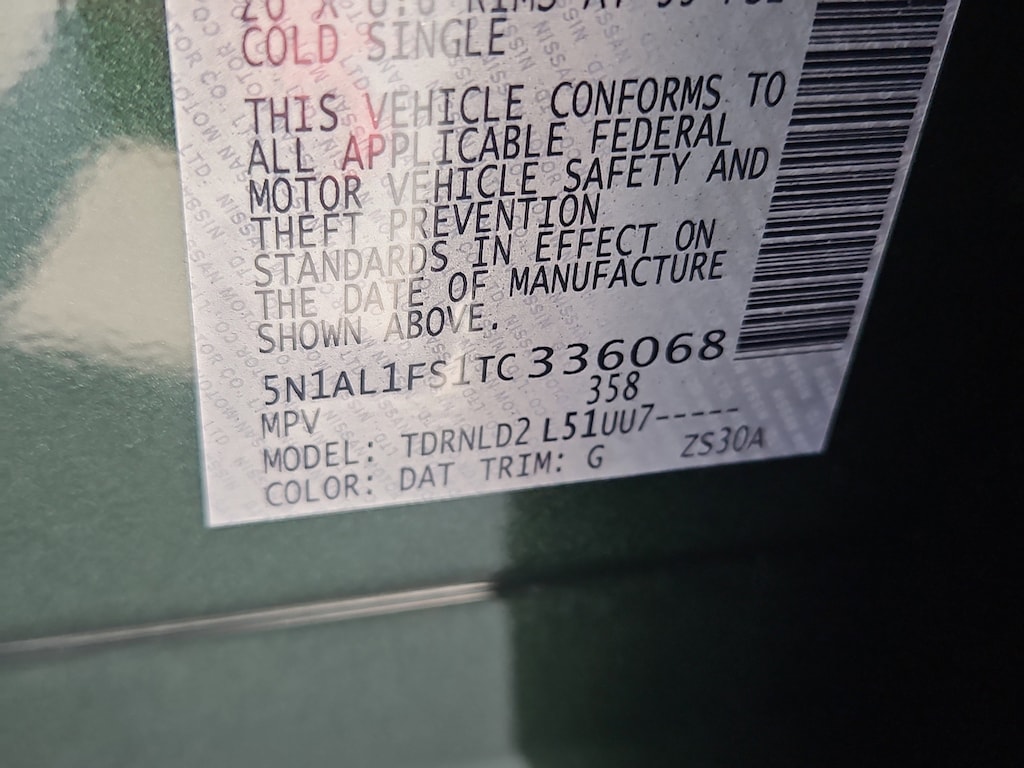 COLD SINGLE
THIS VEHICLE CONFORMS TO
ALL APPLICABLE FEDERAL
MOTOR VEHICLE SAFETY AND
THEFT PREVENTION
STANDARDS IN EFFECT ON
THE DATE OF MANUFACTURE
SHOWN ABOVE.
5N1AL1FS1TC336068
MPV 358
MODEL: TDRNLD2 L51UU7-----
COLOR: DAT TRIM: G ZS30A